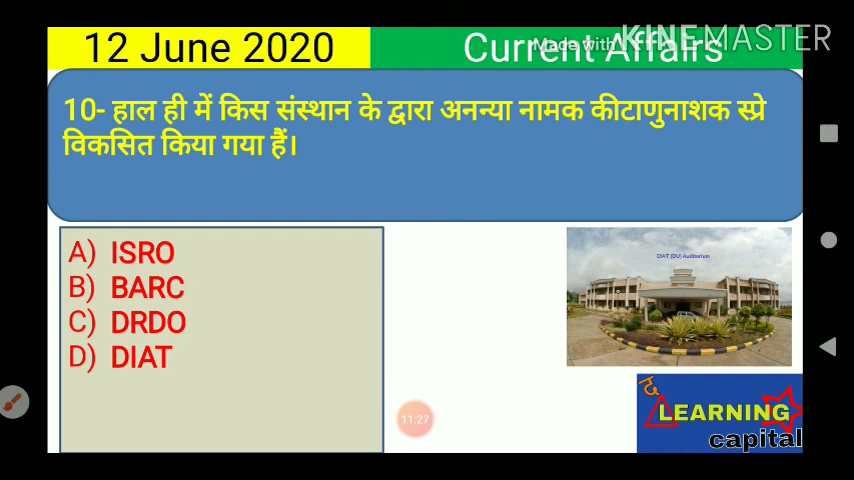 12 June 2020
Current Affairs
Made with KINEMASTER
10- हाल ही में किस संस्थान के द्वारा अनन्या नामक कीटाणुनाशक स्प्रे
विकसित किया गया हैं।
A) ISRO
B) BARC
C) DRDO
D) DIAT
DIAT (DU) Auditorium
11:27
द
LEARNING
capital